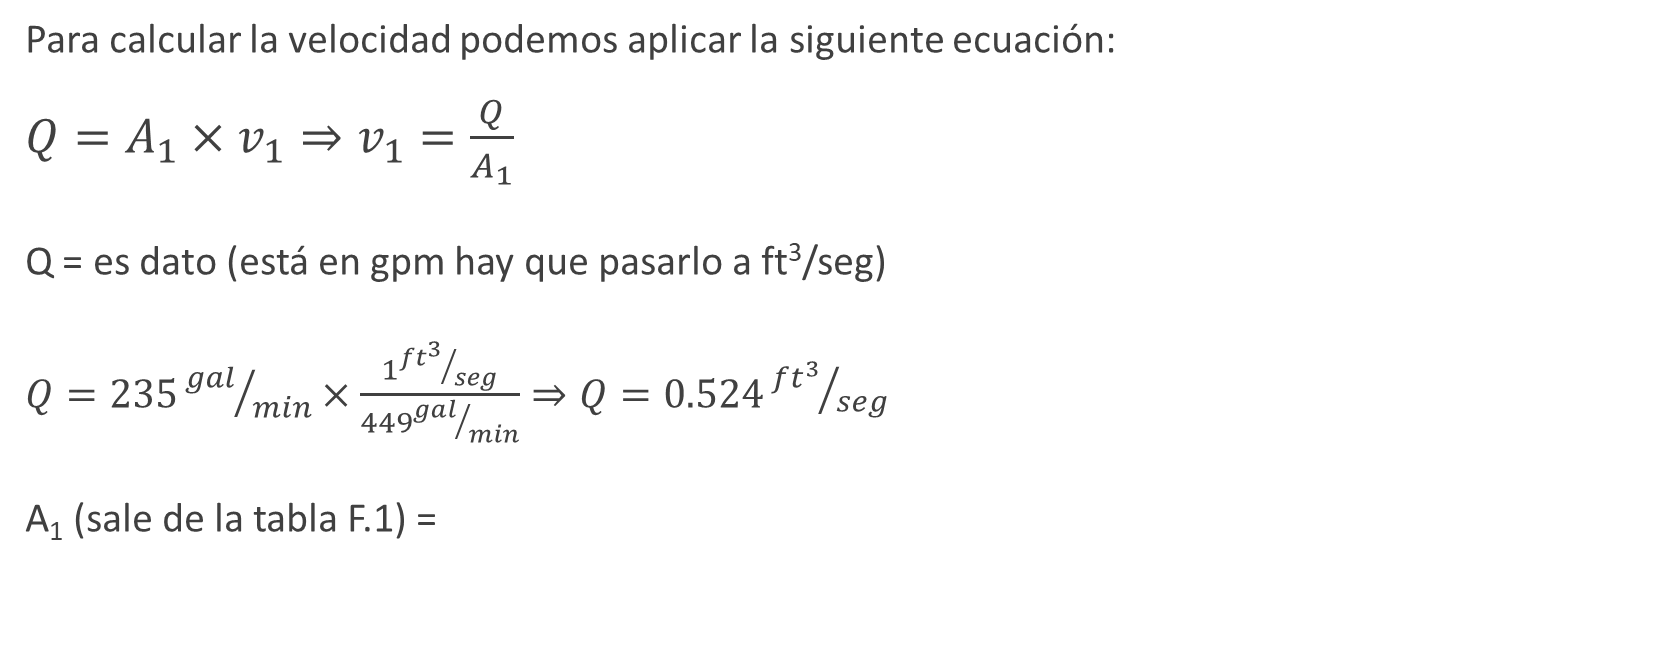 Para calcular la velocidad podemos aplicar la siguiente ecuación:
Q = A₁ × v₁ ⇒ v₁ = Q/A₁
Q = es dato (está en gpm hay que pasarlo a ft³/seg)
Q = 235 gal/min × 1 ft³/seg / 449 gal/min ⇒ Q = 0.524 ft³/seg
A₁ (sale de la tabla F.1) =